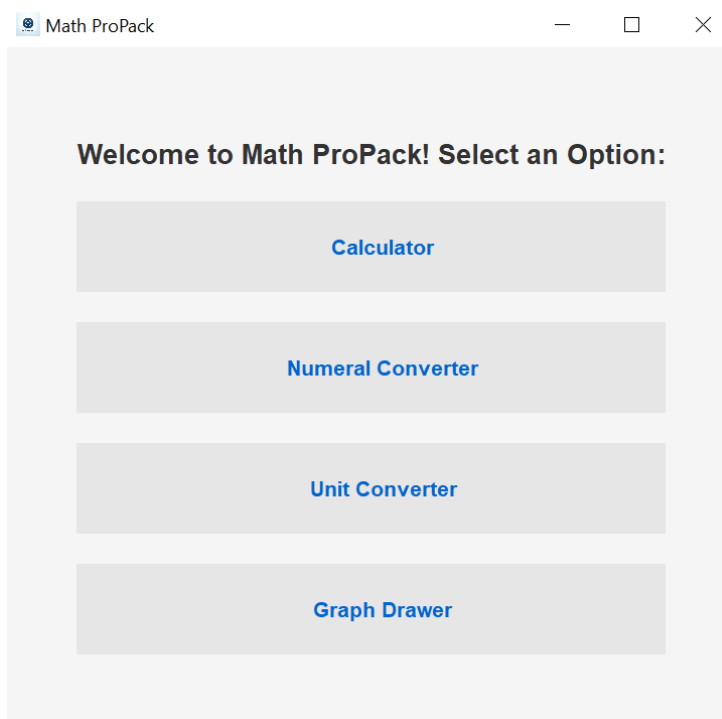 Math ProPack
Welcome to Math ProPack! Select an Option:
Calculator
Numeral Converter
Unit Converter
Graph Drawer